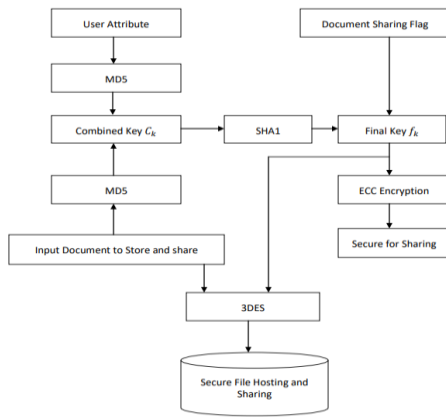 User Attribute
Document Sharing Flag
MD5
Combined Key Cₖ
SHA1
Final Key fₖ
MD5
ECC Encryption
Input Document to Store and share
Secure for Sharing
3DES
Secure File Hosting and
Sharing